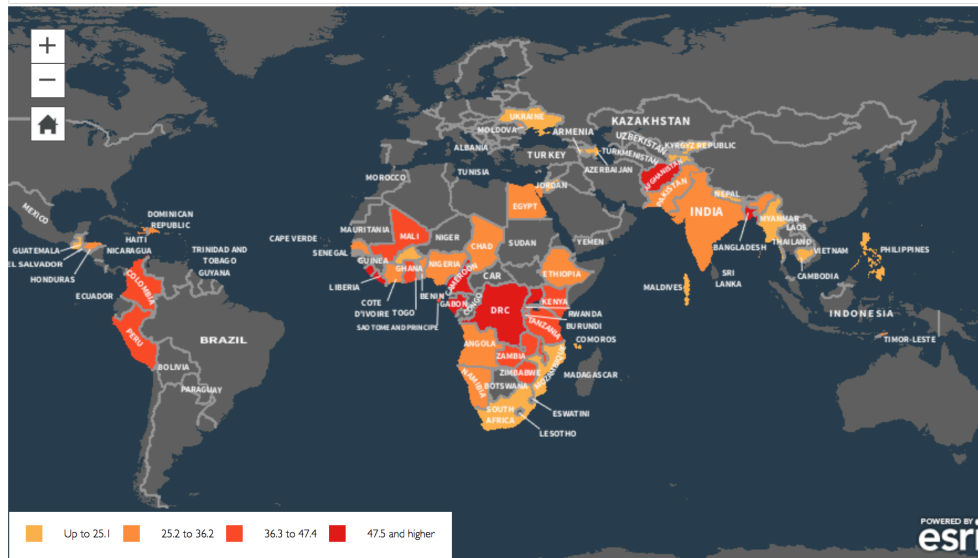 +
−
KAZAKHSTAN
UKRAINE
MOLDOVA
ARMENIA
UZBEKISTAN
KYRGYZ REPUBLIC
ALBANIA
TURKEY
TURKMENISTAN
AZERBAIJAN
TUNISIA
MOROCCO
AFGHANISTAN
JORDAN
PAKISTAN
NEPAL
MEXICO
EGYPT
INDIA
DOMINICAN
REPUBLIC
MAURITANIA
MALI
NIGER
SUDAN
MYANMAR
LAOS
HAITI
CAPE VERDE
CHAD
YEMEN
BANGLADESH
THAILAND
GUATEMALA
NICARAGUA
TRINIDAD AND
TOBAGO
SENEGAL
GUINEA
VIETNAM
PHILIPPINES
EL SALVADOR
GHANA
NIGERIA
ETHIOPIA
SRI
LANKA
CAMBODIA
HONDURAS
GUYANA
LIBERIA
CAMEROON
CAR
MALDIVES
COLOMBIA
ECUADOR
COTE
D'IVOIRE
TOGO
BENIN
GABON
CONGO
KENYA
DRC
RWANDA
BURUNDI
SAO TOME AND PRINCIPE
INDONESIA
PERU
BRAZIL
TANZANIA
COMOROS
TIMOR-LESTE
ANGOLA
ZAMBIA
BOLIVIA
MOZAMBIQUE
MADAGASCAR
ZIMBABWE
NAMIBIA
BOTSWANA
PARAGUAY
SOUTH
AFRICA
ESWATINI
LESOTHO
Up to 25.1
25.2 to 36.2
36.3 to 47.4
47.5 and higher
POWERED BY
esri